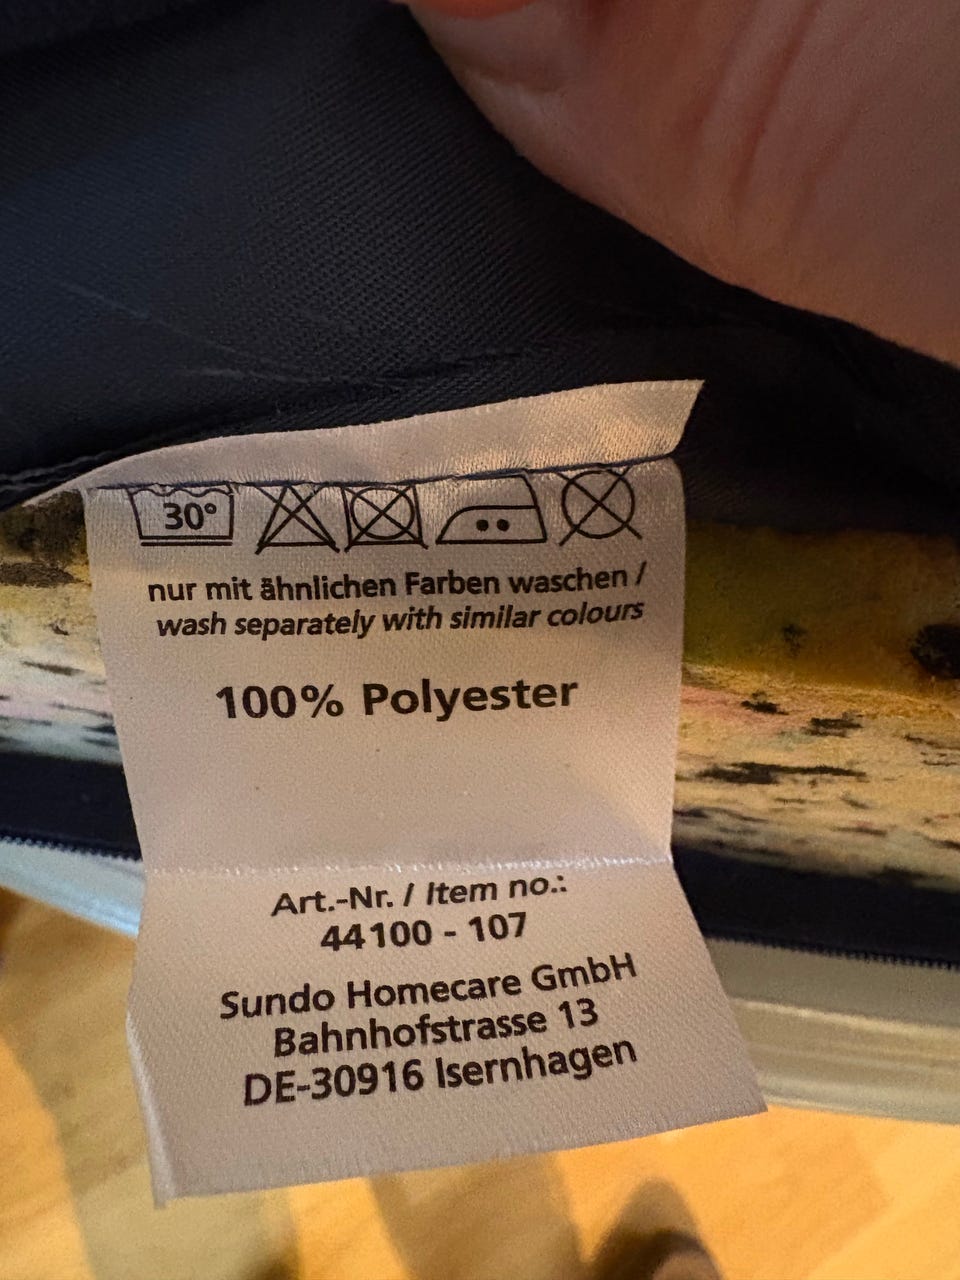 30°
nur mit ähnlichen Farben waschen /
wash separately with similar colours
100% Polyester
Art.-Nr. / Item no.:
44100 - 107
Sundo Homecare GmbH
Bahnhofstrasse 13
DE-30916 Isernhagen